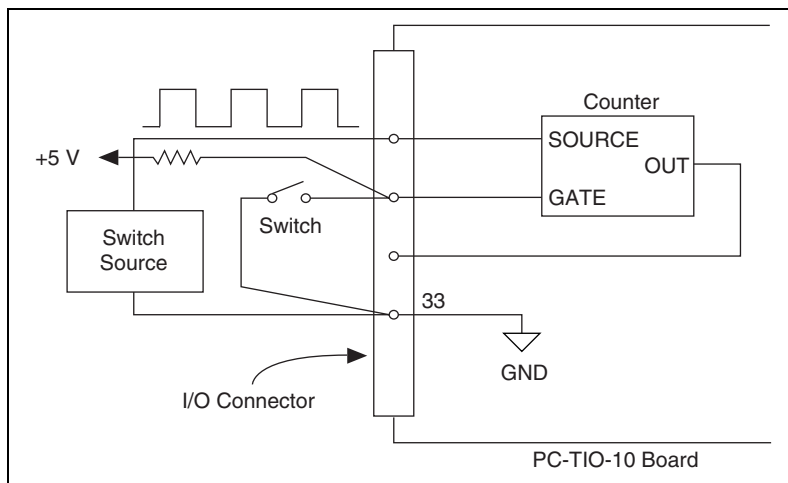 Counter
SOURCE
OUT
+5 V
GATE
Switch
Switch
Source
33
GND
I/O Connector
PC-TIO-10 Board